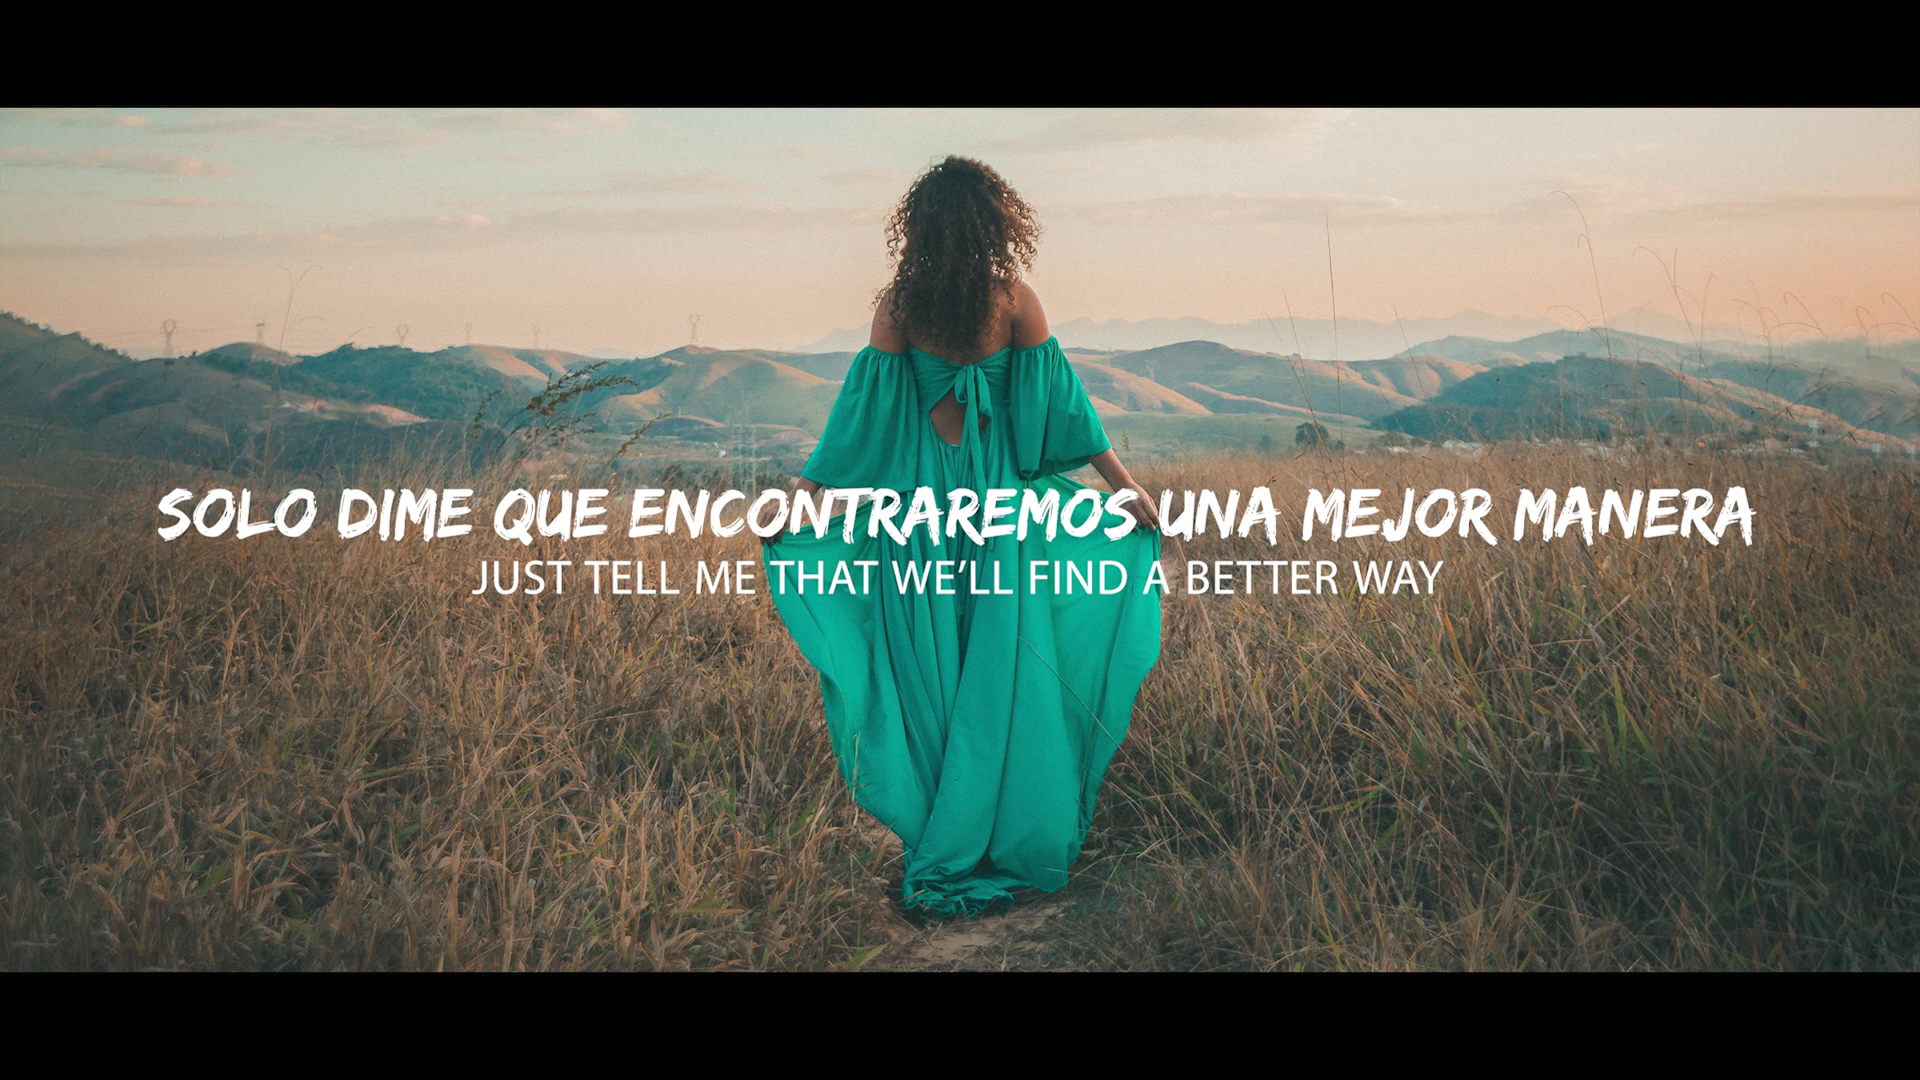 SOLO DIME QUE ENCONTRAREMOS UNA MEJOR MANERA
JUST TELL ME THAT WE'LL FIND A BETTER WAY